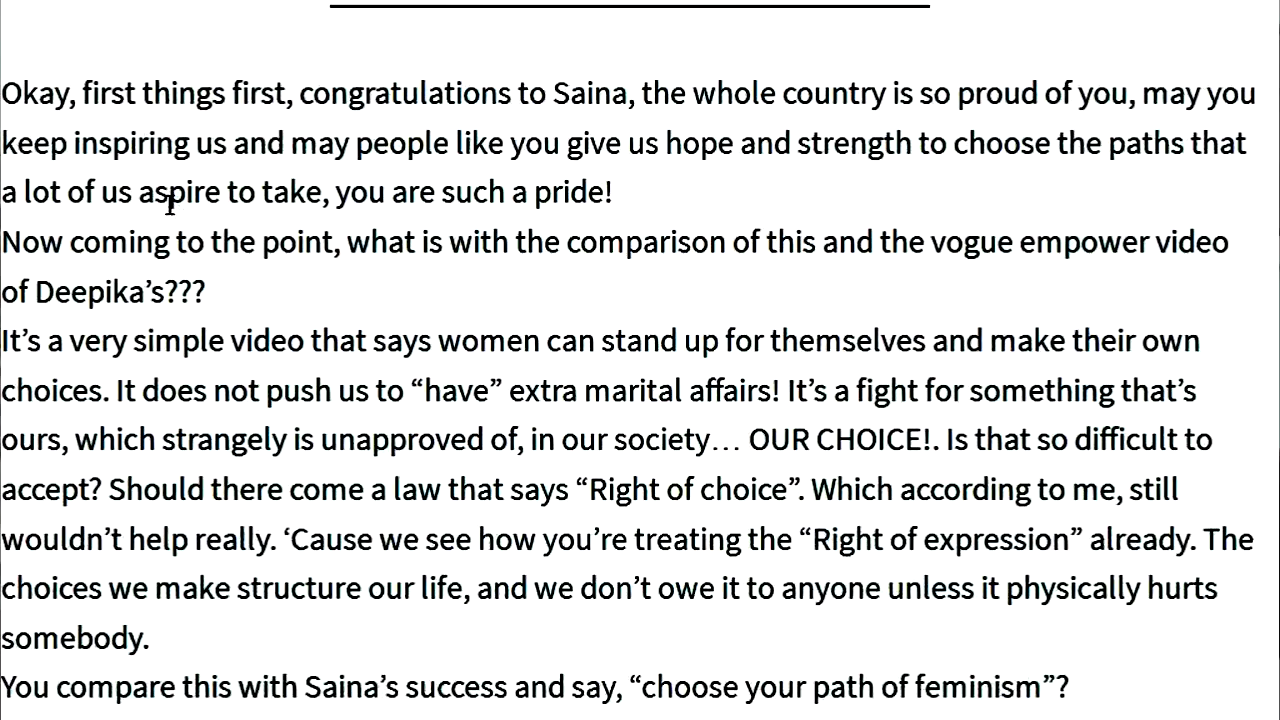 Okay, first things first, congratulations to Saina, the whole country is so proud of you, may you
keep inspiring us and may people like you give us hope and strength to choose the paths that
a lot of us aspire to take, you are such a pride!
Now coming to the point, what is with the comparison of this and the vogue empower video
of Deepika’s???
It’s a very simple video that says women can stand up for themselves and make their own
choices. It does not push us to “have” extra marital affairs! It’s a fight for something that’s
ours, which strangely is unapproved of, in our society… OUR CHOICE!. Is that so difficult to
accept? Should there come a law that says “Right of choice”. Which according to me, still
wouldn’t help really. ‘Cause we see how you’re treating the “Right of expression” already. The
choices we make structure our life, and we don’t owe it to anyone unless it physically hurts
somebody.
You compare this with Saina’s success and say, “choose your path of feminism”?